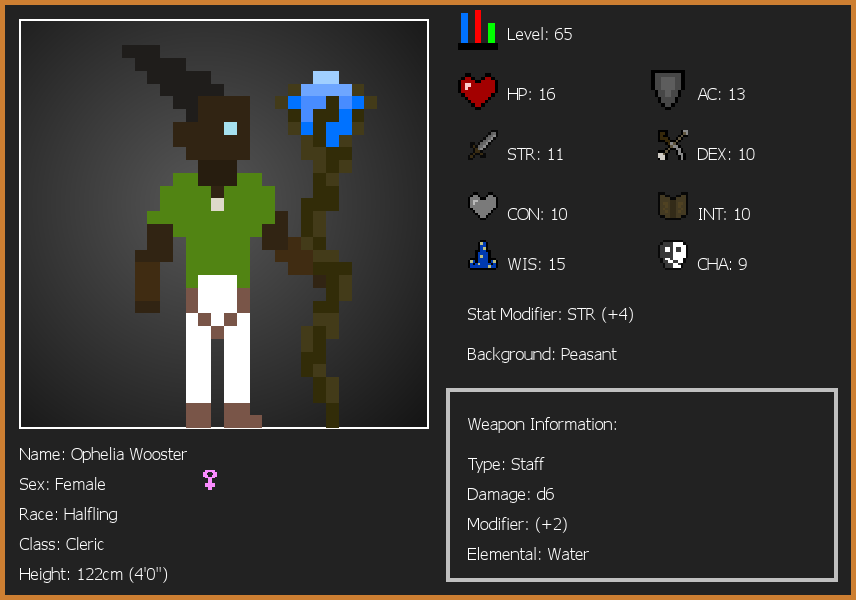 Level: 65
HP: 16
AC: 13
STR: 11
DEX: 10
CON: 10
INT: 10
WIS: 15
CHA: 9
Stat Modifier: STR (+4)
Background: Peasant
Weapon Information:
Type: Staff
Damage: d6
Modifier: (+2)
Elemental: Water
Name: Ophelia Wooster
Sex: Female
Race: Halfling
Class: Cleric
Height: 122cm (4'0")